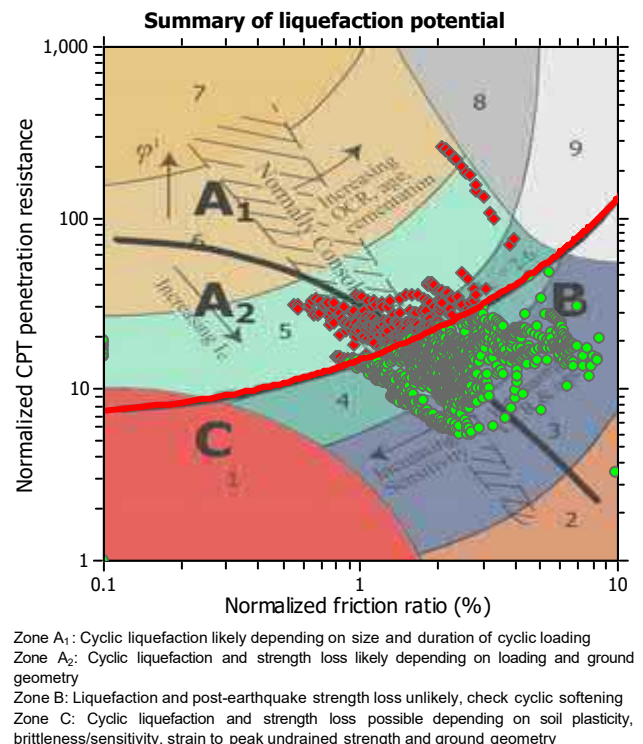 Summary of liquefaction potential
1,000
7
8
9
φ'
Increasing
OCR, age,
cementation
A1
Normally Conso
100
6
A2
B
Increasing Ic
5
10
4
C
Increasing
Sensitivity
3
1
2
1
0.1
1
10
Normalized CPT penetration resistance
Normalized friction ratio (%)
Zone A1: Cyclic liquefaction likely depending on size and duration of cyclic loading
Zone A2: Cyclic liquefaction and strength loss likely depending on loading and ground
geometry
Zone B: Liquefaction and post-earthquake strength loss unlikely, check cyclic softening
Zone C: Cyclic liquefaction and strength loss possible depending on soil plasticity,
brittleness/sensitivity, strain to peak undrained strength and ground geometry